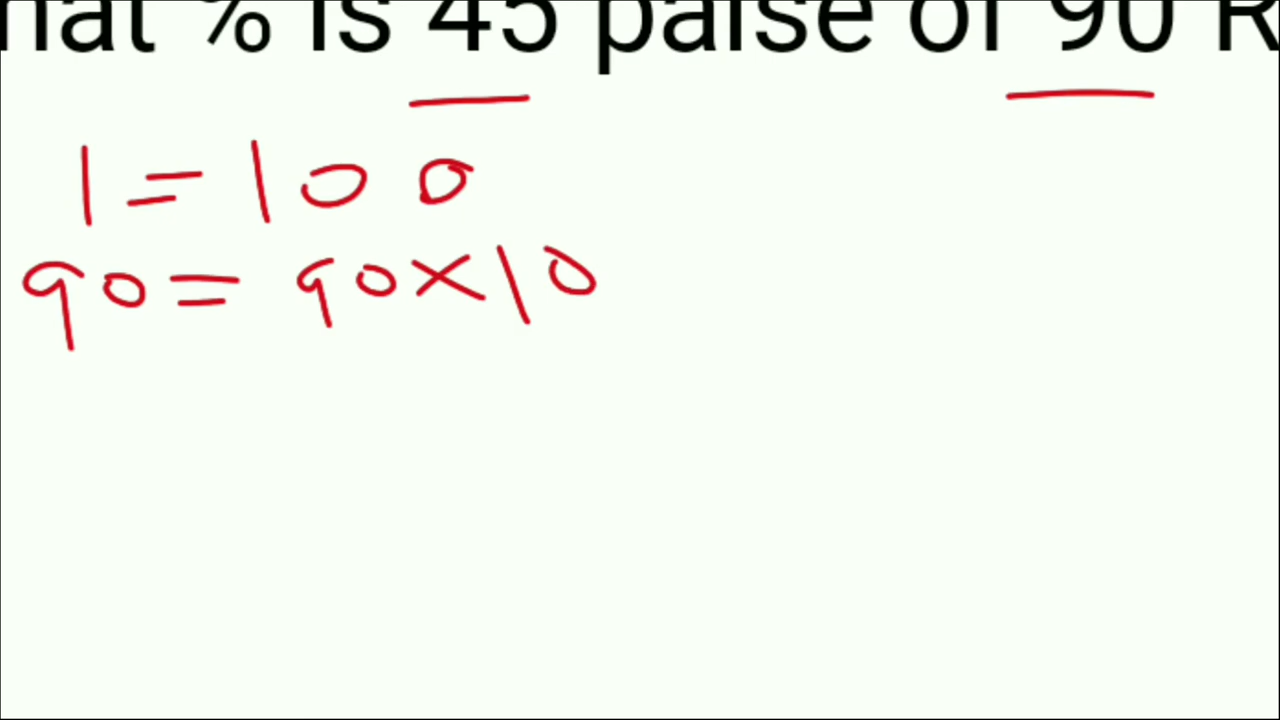 hat % is 45 paise of 90 R
1 = 100
90 = 90×10